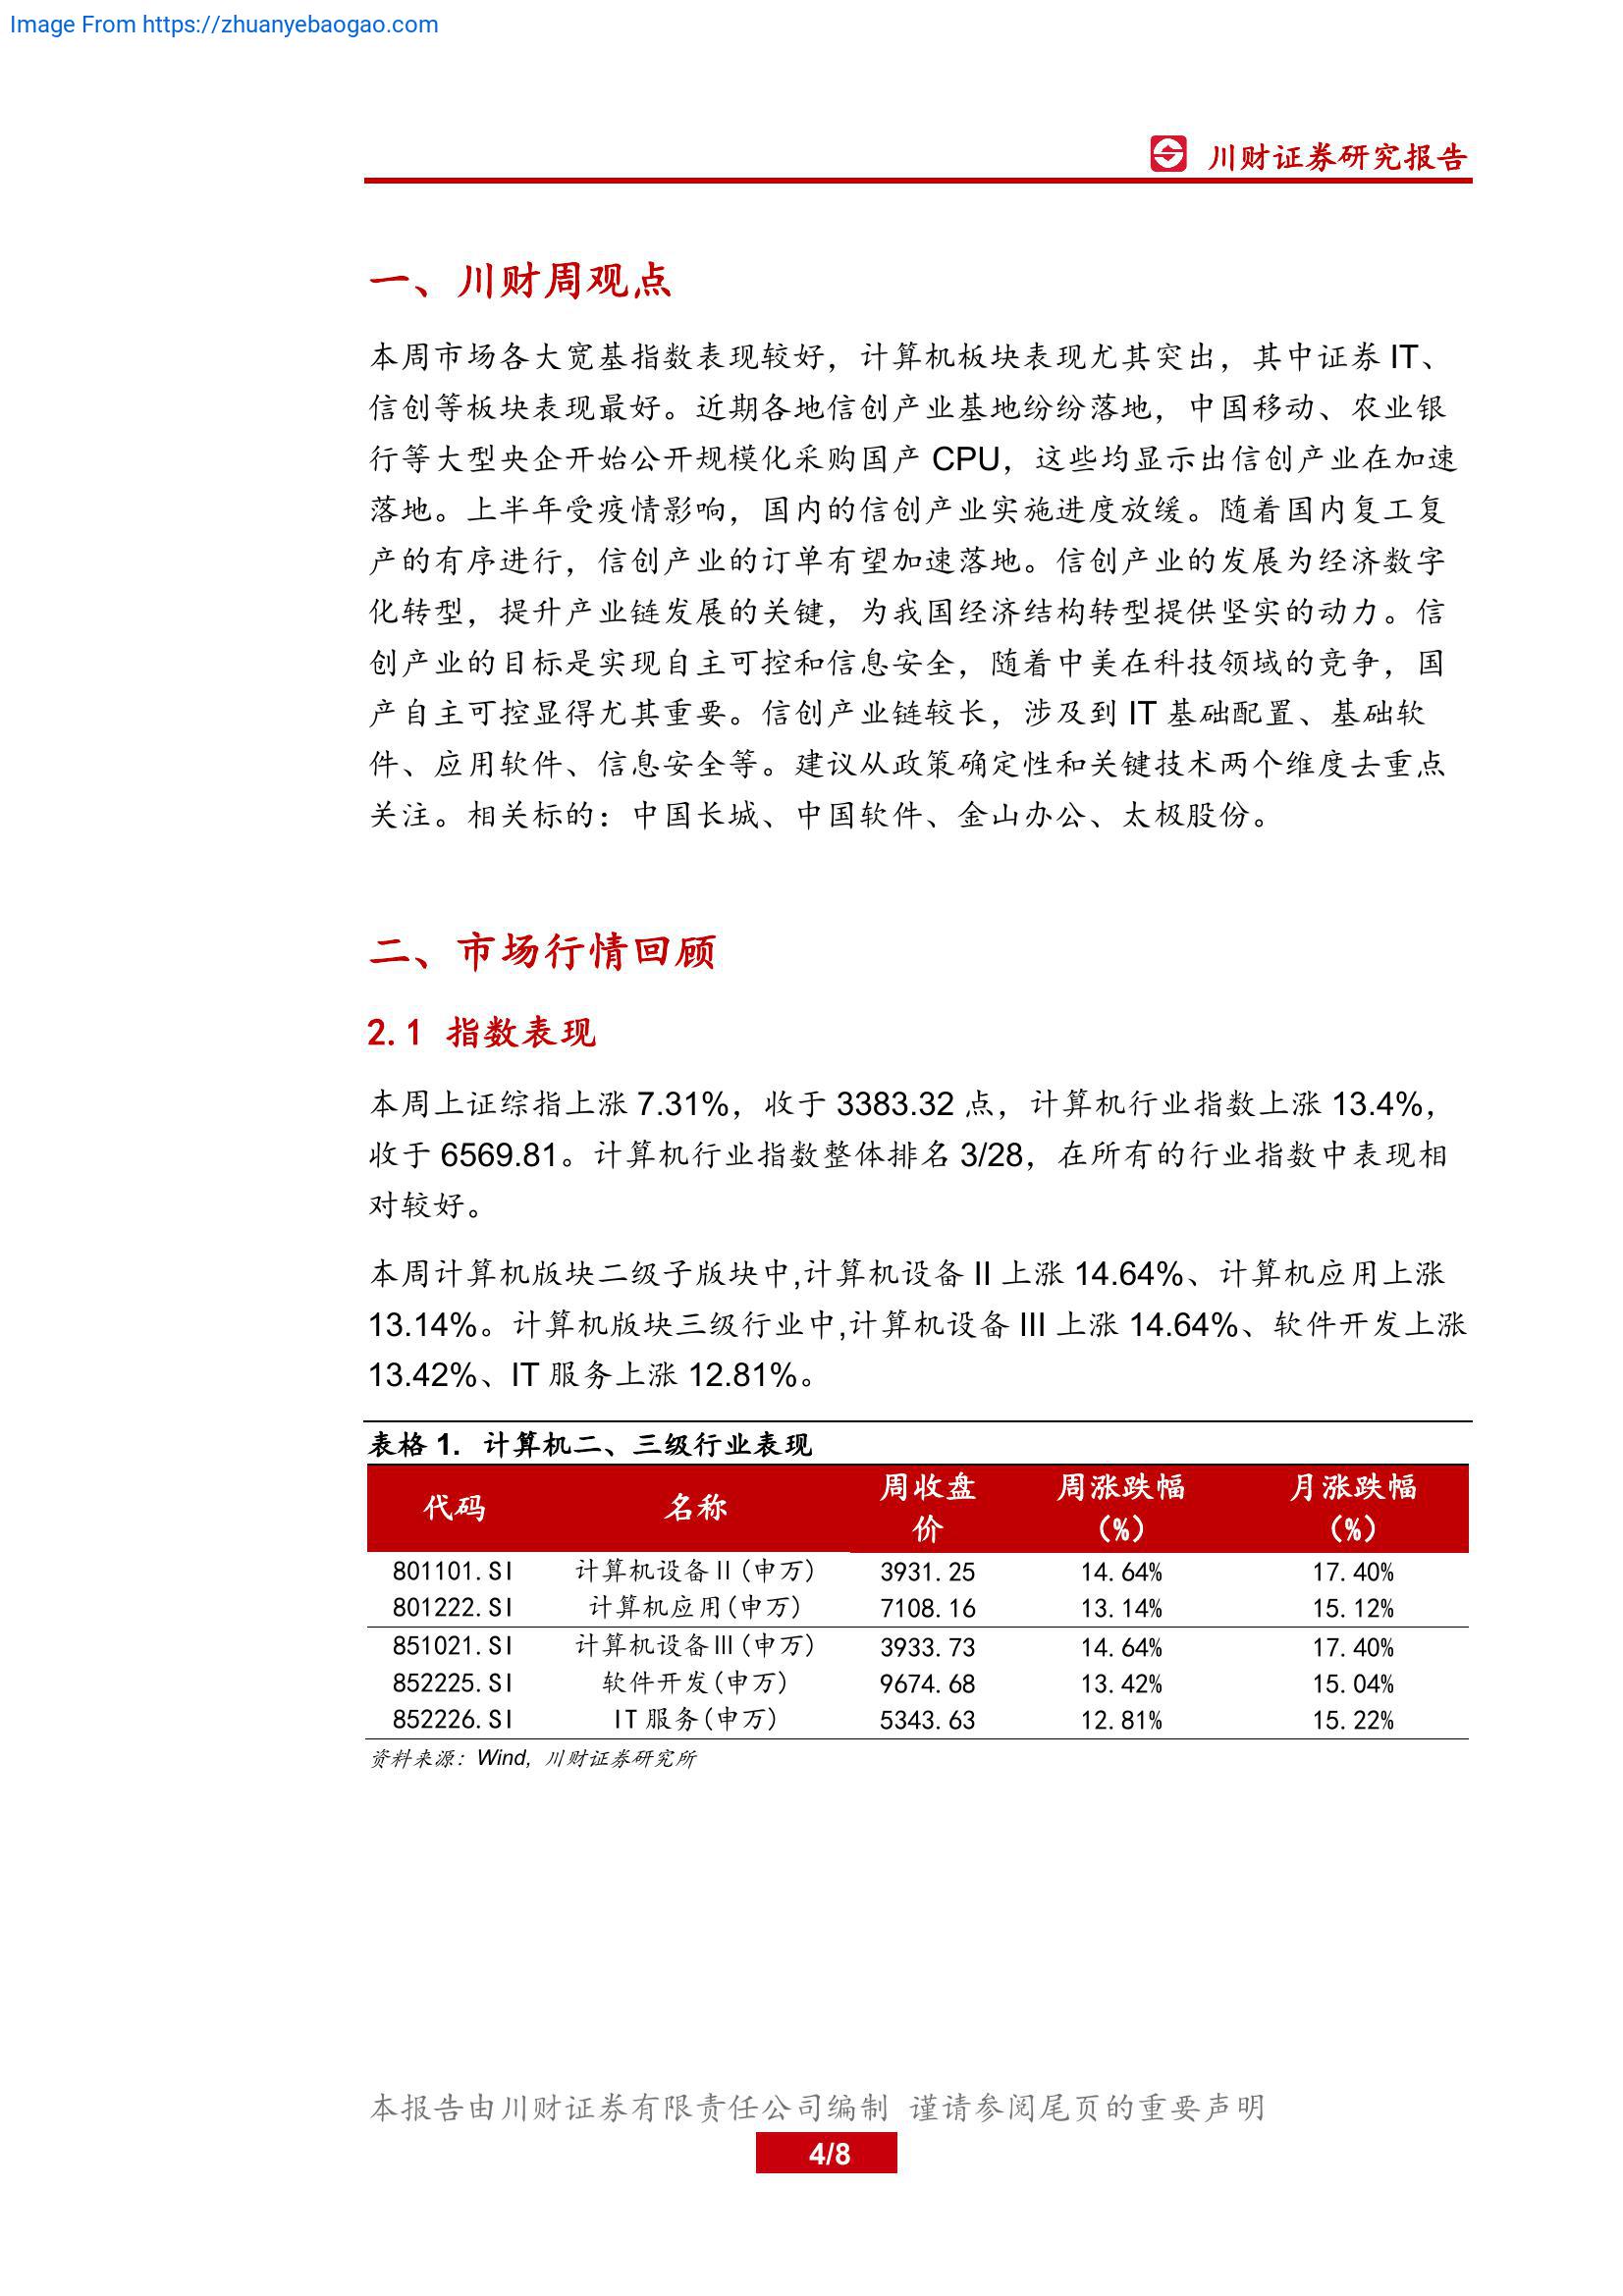 Image From https://zhuanyebaogao.com
川财证券研究报告
一、川财周观点
本周市场各大宽基指数表现较好，计算机板块表现尤其突出，其中证券 IT、
信创等板块表现最好。近期各地信创产业基地纷纷落地，中国移动、农业银
行等大型央企开始公开规模化采购国产 CPU，这些均显示出信创产业在加速
落地。上半年受疫情影响，国内的信创产业实施进度放缓。随着国内复工复
产的有序进行，信创产业的订单有望加速落地。信创产业的发展为经济数字
化转型，提升产业链发展的关键，为我国经济结构转型提供坚实的动力。信
创产业的目标是实现自主可控和信息安全，随着中美在科技领域的竞争，国
产自主可控显得尤其重要。信创产业链较长，涉及到 IT 基础配置、基础软
件、应用软件、信息安全等。建议从政策确定性和关键技术两个维度去重点
关注。相关标的：中国长城、中国软件、金山办公、太极股份。
二、市场行情回顾
2.1 指数表现
本周上证综指上涨 7.31%，收于 3383.32 点，计算机行业指数上涨 13.4%，
收于 6569.81。计算机行业指数整体排名 3/28，在所有的行业指数中表现相
对较好。
本周计算机版块二级子版块中,计算机设备 II 上涨 14.64%、计算机应用上涨
13.14%。计算机版块三级行业中,计算机设备 III 上涨 14.64%、软件开发上涨
13.42%、IT 服务上涨 12.81%。
表格 1. 计算机二、三级行业表现
代码 名称 周收盘价 周涨跌幅（%） 月涨跌幅（%）
801101.SI 计算机设备Ⅱ(申万) 3931.25 14.64% 17.40%
801222.SI 计算机应用(申万) 7108.16 13.14% 15.12%
851021.SI 计算机设备Ⅲ(申万) 3933.73 14.64% 17.40%
852225.SI 软件开发(申万) 9674.68 13.42% 15.04%
852226.SI IT 服务(申万) 5343.63 12.81% 15.22%
资料来源：Wind，川财证券研究所
本报告由川财证券有限责任公司编制 谨请参阅尾页的重要声明
4/8